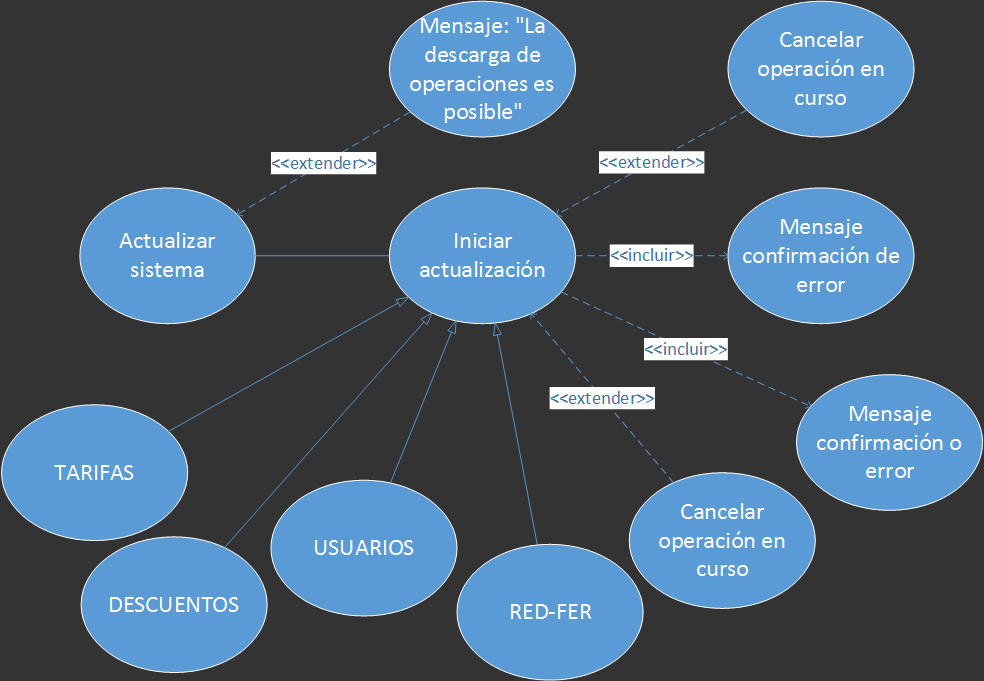 Mensaje: "La
descarga de
operaciones es
posible"
Cancelar
operación en
curso
<<extender>>
<<extender>>
Actualizar
sistema
Iniciar
actualización
<<incluir>>
Mensaje
confirmación de
error
<<incluir>>
<<extender>>
Mensaje
confirmación o
error
TARIFAS
USUARIOS
Cancelar
operación en
curso
DESCUENTOS
RED-FER